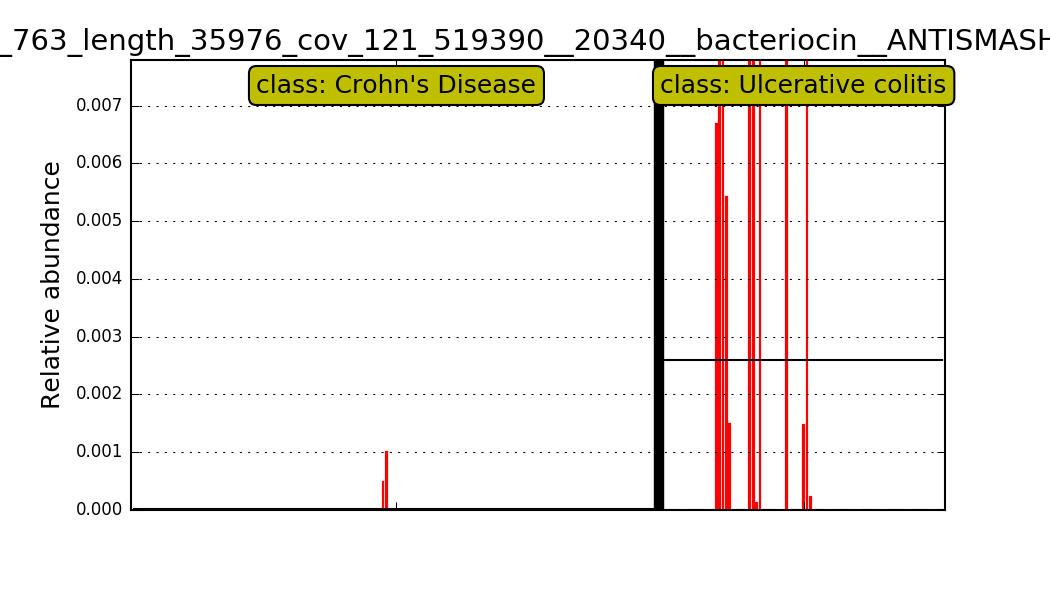 _763_length_35976_cov_121_519390__20340__bacteriocin__ANTISMASH
class: Crohn's Disease
class: Ulcerative colitis
Relative abundance
0.007
0.006
0.005
0.004
0.003
0.002
0.001
0.000